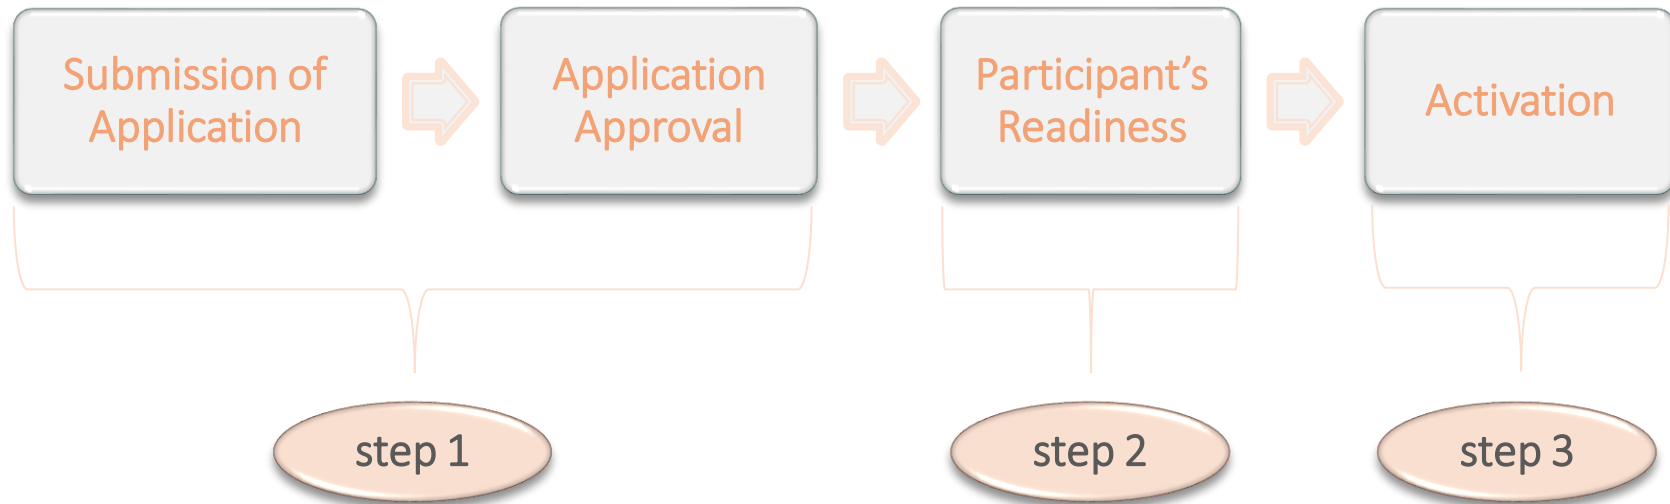 Submission of
Application
Application
Approval
Participant’s
Readiness
Activation
step 1
step 2
step 3